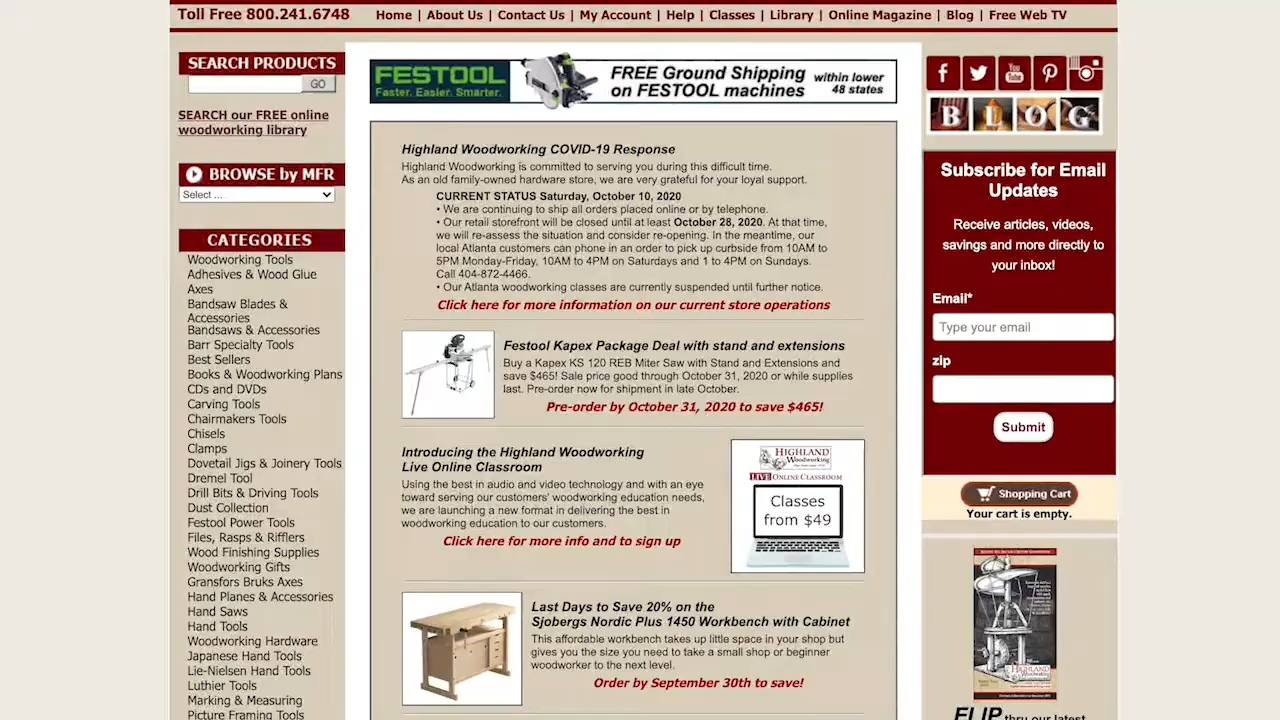 Toll Free 800.241.6748
Home | About Us | Contact Us | My Account | Help | Classes | Library | Online Magazine | Blog | Free Web TV
SEARCH PRODUCTS
GO
SEARCH our FREE online
woodworking library
BROWSE by MFR
Select ...
CATEGORIES
Woodworking Tools
Adhesives & Wood Glue
Axes
Bandsaw Blades &
Accessories
Bandsaws & Accessories
Barr Specialty Tools
Best Sellers
Books & Woodworking Plans
CDs and DVDs
Carving Tools
Chairmakers Tools
Chisels
Clamps
Dovetail Jigs & Joinery Tools
Dremel Tool
Drill Bits & Driving Tools
Dust Collection
Festool Power Tools
Files, Rasps & Rifflers
Wood Finishing Supplies
Woodworking Gifts
Gransfors Bruks Axes
Hand Planes & Accessories
Hand Saws
Hand Tools
Woodworking Hardware
Japanese Hand Tools
Lie-Nielsen Hand Tools
Luthier Tools
Marking & Measuring
Picture Framing Tools
FESTOOL
Faster. Easier. Smarter.
FREE Ground Shipping
on FESTOOL machines
within lower
48 states
Highland Woodworking COVID-19 Response
Highland Woodworking is committed to serving you during this difficult time.
As an old family-owned hardware store, we are very grateful for your loyal support.
CURRENT STATUS Saturday, October 10, 2020
• We are continuing to ship all orders placed online or by telephone.
• Our retail storefront will be closed until at least October 28, 2020. At that time,
we will re-assess the situation and consider re-opening. In the meantime, our
local Atlanta customers can phone in an order to pick up curbside from 10AM to
5PM Monday-Friday, 10AM to 4PM on Saturdays and 1 to 4PM on Sundays.
Call 404-872-4466.
• Our Atlanta woodworking classes are currently suspended until further notice.
Click here for more information on our current store operations
Festool Kapex Package Deal with stand and extensions
Buy a Kapex KS 120 REB Miter Saw with Stand and Extensions and
save $465! Sale price good through October 31, 2020 or while supplies
last. Pre-order now for shipment in late October.
Pre-order by October 31, 2020 to save $465!
Introducing the Highland Woodworking
Live Online Classroom
Using the best in audio and video technology and with an eye
toward serving our customers' woodworking education needs,
we are launching a new format in delivering the best in
woodworking education to our customers.
Click here for more info and to sign up
HIGHLAND
Woodworking
LIVE ONLINE CLASSROOM
Classes
from $49
Last Days to Save 20% on the
Sjobergs Nordic Plus 1450 Workbench with Cabinet
This affordable workbench takes up little space in your shop but
gives you the size you need to take a small shop or beginner
woodworker to the next level.
Order by September 30th to save!
You
Tube
BLOG
Subscribe for Email
Updates
Receive articles, videos,
savings and more directly to
your inbox!
Email*
Type your email
zip
Submit
Shopping Cart
Your cart is empty.
HIGHLAND
Woodworking
FLIP thru our latest